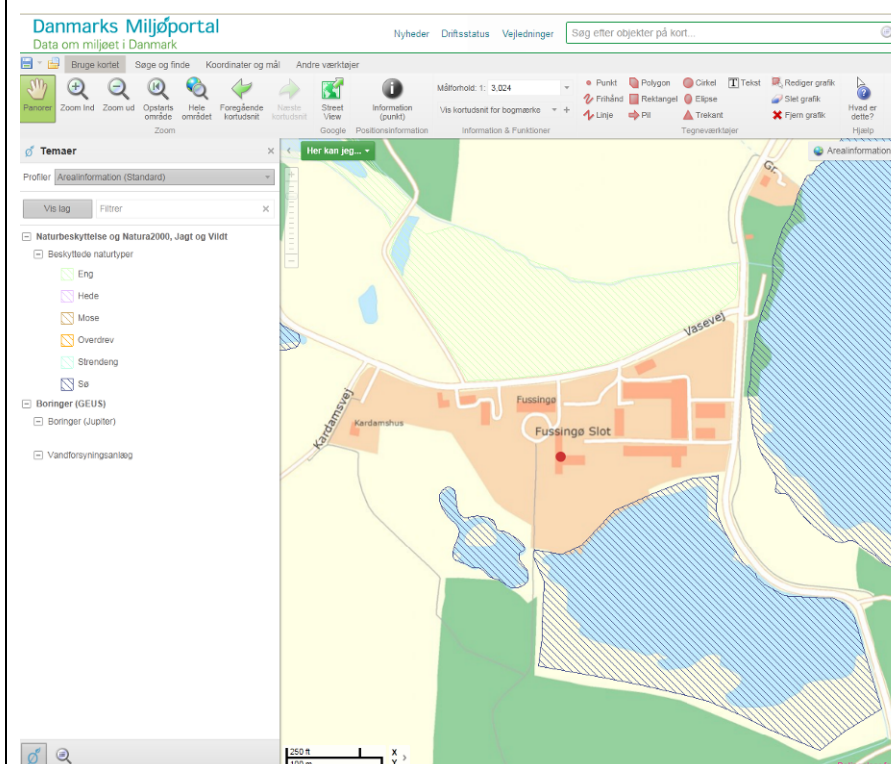 Danmarks Miljøportal
Data om miljøet i Danmark
Nyheder Driftsstatus Vejledninger Søg efter objekter på kort...
Bruge kortet Søge og finde Koordinater og mål Andre værktøjer
Panorer Zoom Ind Zoom ud Opstarts område Hele området Foregående kortudsnit Næste kortudsnit Street View Information (punkt)
Målforhold: 1: 3,024
Vis kortudsnit for bogmærke
Punkt Polygon Cirkel Tekst Rediger grafik
Frihånd Rektangel Elipse Slet grafik
Linje Pil Trekant Fjern grafik
Hvad er dette?
Zoom Google Positionsinformation Information & Funktioner Tegneværktøjer Hjælp
Temaer
Profiler Arealinformation (Standard)
Vis lag Filtrer
Naturbeskyttelse og Natura2000, Jagt og Vildt
Beskyttede naturtyper
Eng
Hede
Mose
Overdrev
Strandeng
Sø
Boringer (GEUS)
Boringer (Jupiter)
Vandforsyningsanlæg
Her kan jeg...
Arealinformation
Gr.
Vasevej
Kardamsvej
Kardamshus
Fussingø
Fussingø Slot
250 ft X
100 m Y